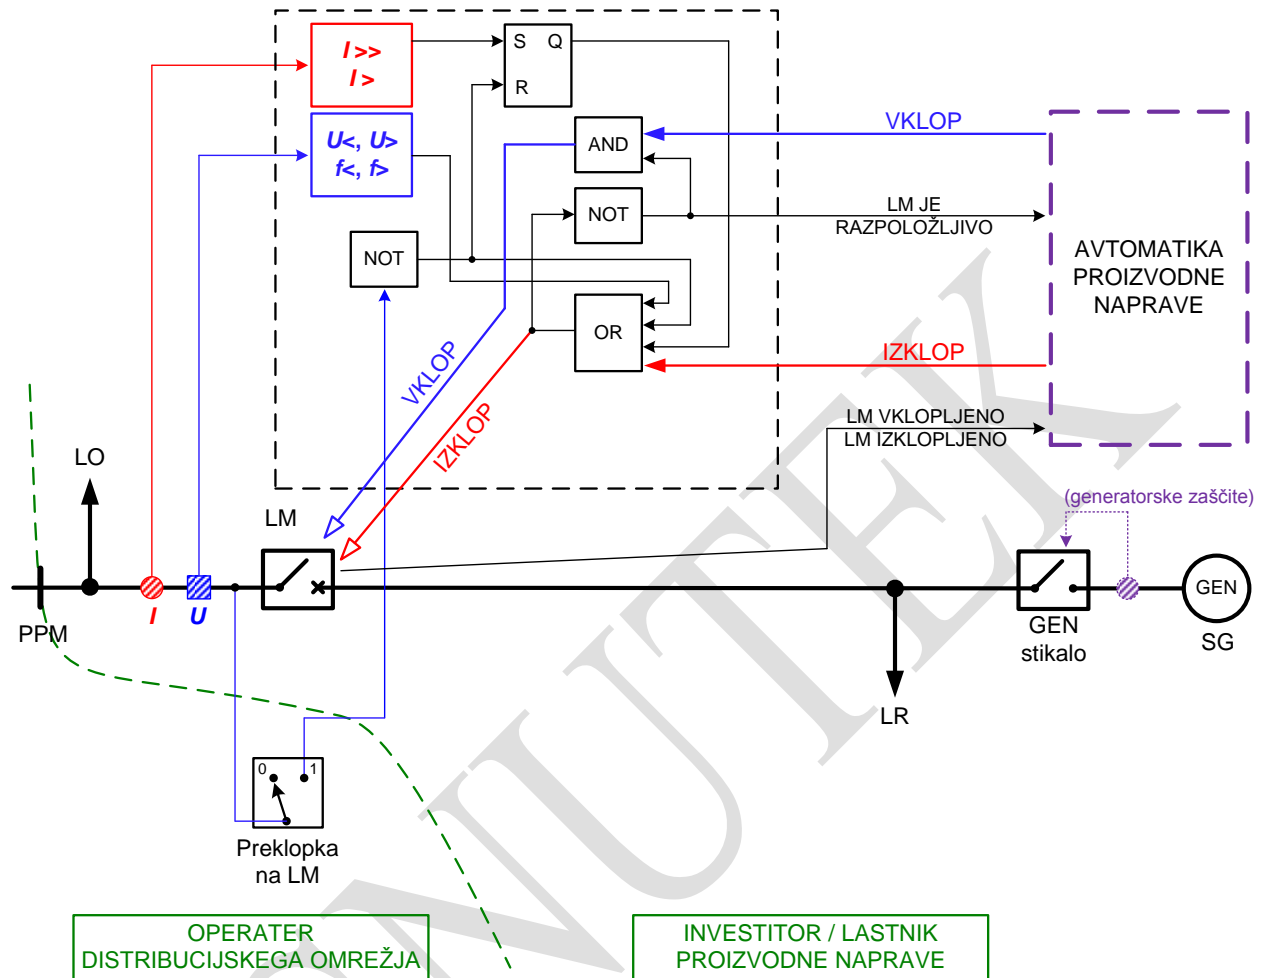 I >>
I >
S Q
R
U<, U>
f<, f>
AND
VKLOP
NOT
LM JE
RAZPOLOŽLJIVO
NOT
AVTOMATIKA
PROIZVODNE
NAPRAVE
OR
IZKLOP
VKLOP
IZKLOP
LM VKLOPLJENO
LM IZKLOPLJENO
LO
LM
(generatorske zaščite)
PPM
I
U
GEN
GEN
stikalo
SG
LR
0 1
Preklopka
na LM
OPERATER
DISTRIBUCIJSKEGA OMREŽJA
INVESTITOR / LASTNIK
PROIZVODNE NAPRAVE